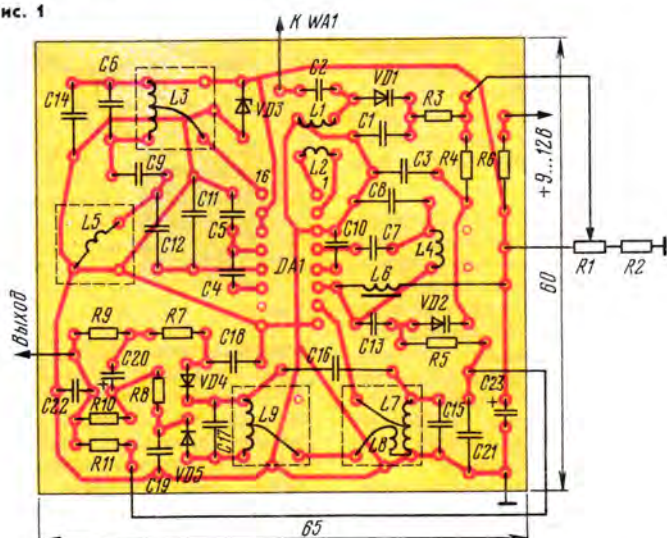 ис. 1
К WA1
C6
L3
C2
VD1
C14
VD3
L1
R3
C1
+9...12В
L2
R4
R6
C9
16
1
C3
C11
C8
L5
C12
C5
C10
C7
L4
DA1
60
R1
R2
C4
L6
Выход
VD2
R9
R7
C18
C13
C20
C16
R5
+
C22
R8
VD4
L7
C23
+
R10
L9
C17
L8
C15
C21
R11
VD5
C19
65